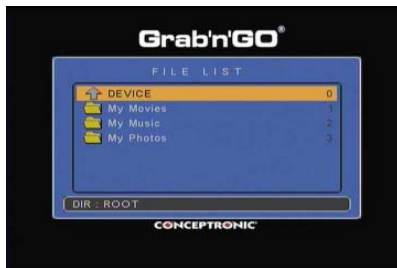 Grab'n'GO®
FILE LIST
DEVICE 0
My Movies 1
My Music 2
My Photos 3
DIR : ROOT
CONCEPTRONIC